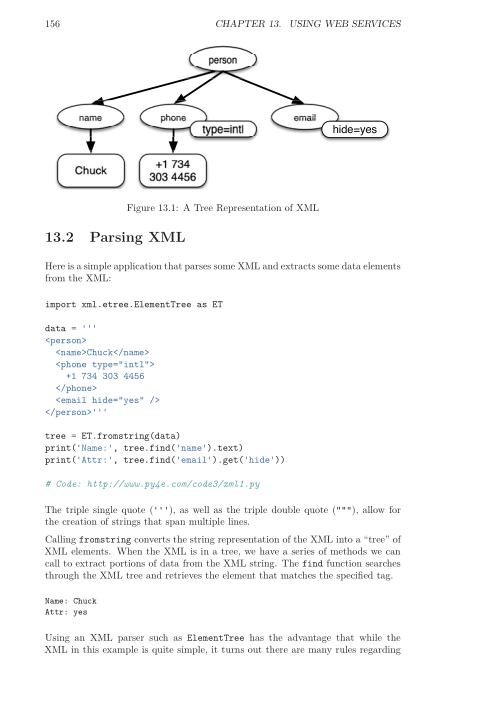 156
CHAPTER 13. USING WEB SERVICES
person
name
phone
type=intl
email
hide=yes
Chuck
+1 734
303 4456
Figure 13.1: A Tree Representation of XML
13.2 Parsing XML
Here is a simple application that parses some XML and extracts some data elements
from the XML:
import xml.etree.ElementTree as ET
data = '''
<person>
  <name>Chuck</name>
  <phone type="intl">
    +1 734 303 4456
  </phone>
  <email hide="yes" />
</person>'''
tree = ET.fromstring(data)
print('Name:', tree.find('name').text)
print('Attr:', tree.find('email').get('hide'))
# Code: http://www.py4e.com/code3/xml1.py
The triple single quote ('''), as well as the triple double quote ("""), allow for
the creation of strings that span multiple lines.
Calling fromstring converts the string representation of the XML into a “tree” of
XML elements. When the XML is in a tree, we have a series of methods we can
call to extract portions of data from the XML string. The find function searches
through the XML tree and retrieves the element that matches the specified tag.
Name: Chuck
Attr: yes
Using an XML parser such as ElementTree has the advantage that while the
XML in this example is quite simple, it turns out there are many rules regarding